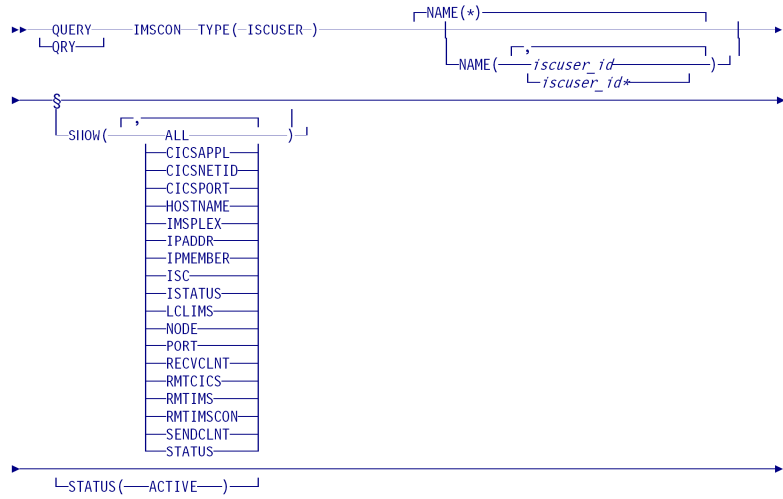 NAME(*)
QUERY IMSCON TYPE( ISCUSER )
QRY
,
NAME( iscuser_id )
iscuser_id*
§
,
SHOW( ALL )
CICSAPPL
CICSNETID
CICSPORT
HOSTNAME
IMSPLEX
IPADDR
IPMEMBER
ISC
ISTATUS
LCLIMS
NODE
PORT
RECVCLNT
RMTCICS
RMTIMS
RMTIMSCON
SENDCLNT
STATUS
STATUS( ACTIVE )